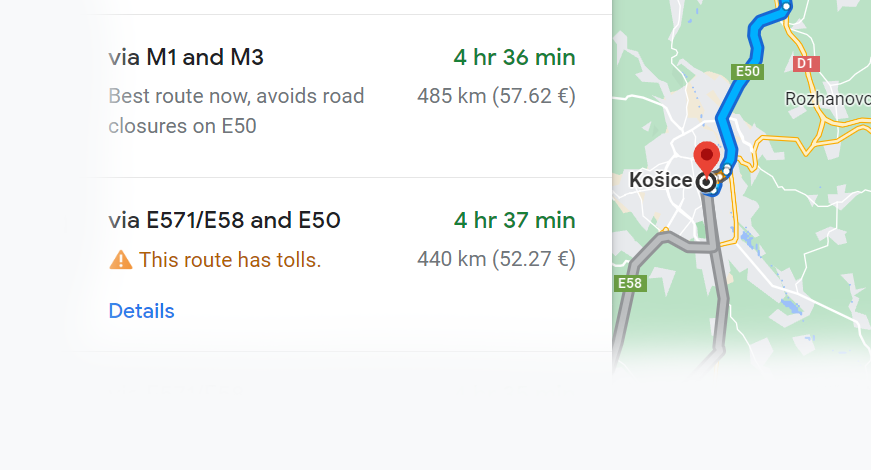 via M1 and M3
4 hr 36 min
Best route now, avoids road
closures on E50
485 km (57.62 €)
via E571/E58 and E50
4 hr 37 min
This route has tolls.
440 km (52.27 €)
Details
E50
D1
Rozhanovc
Košice
E58